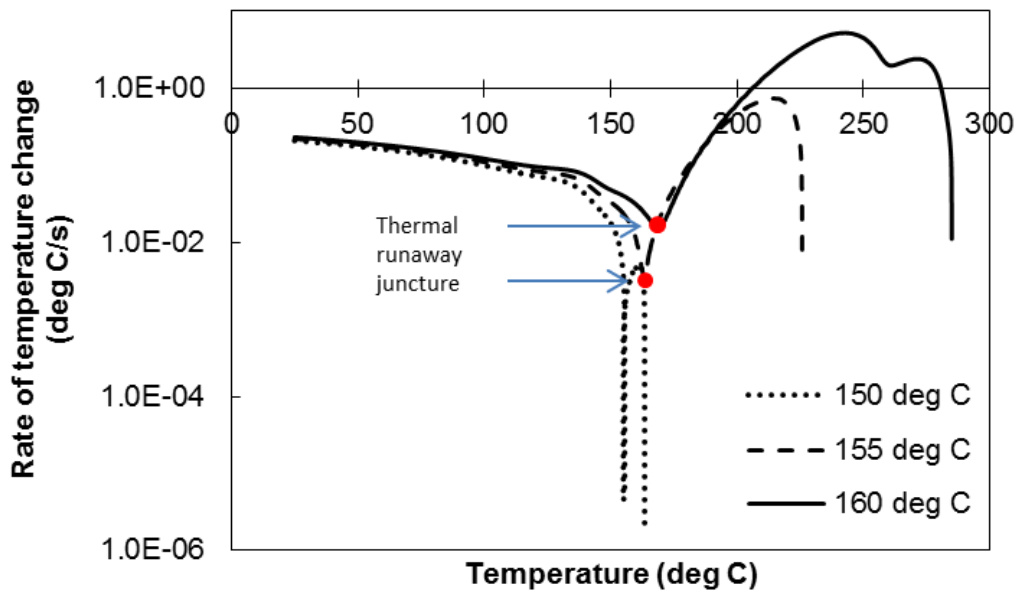 Rate of temperature change
(deg C/s)
1.0E+00
1.0E-02
1.0E-04
1.0E-06
0
50
100
150
200
250
300
Thermal
runaway
juncture
150 deg C
155 deg C
160 deg C
Temperature (deg C)